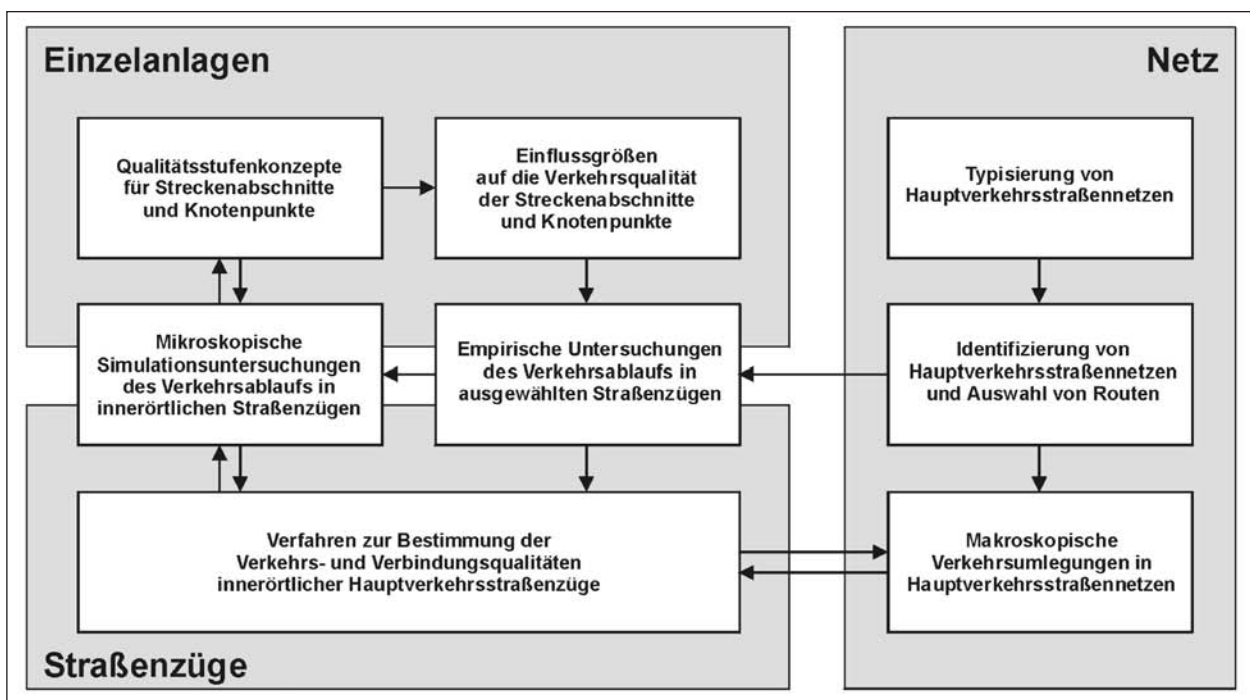 Einzelanlagen
Qualitätsstufenkonzepte
für Streckenabschnitte
und Knotenpunkte
Einflussgrößen
auf die Verkehrsqualität
der Streckenabschnitte
und Knotenpunkte
Mikroskopische
Simulationsuntersuchungen
des Verkehrsablaufs in
innerörtlichen Straßenzügen
Empirische Untersuchungen
des Verkehrsablaufs in
ausgewählten Straßenzügen
Verfahren zur Bestimmung der
Verkehrs- und Verbindungsqualitäten
innerörtlicher Hauptverkehrsstraßenzüge
Straßenzüge
Netz
Typisierung von
Hauptverkehrsstraßennetzen
Identifizierung von
Hauptverkehrsstraßennetzen
und Auswahl von Routen
Makroskopische
Verkehrsumlegungen in
Hauptverkehrsstraßennetzen